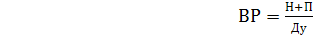 ВР = Н+П / Ду